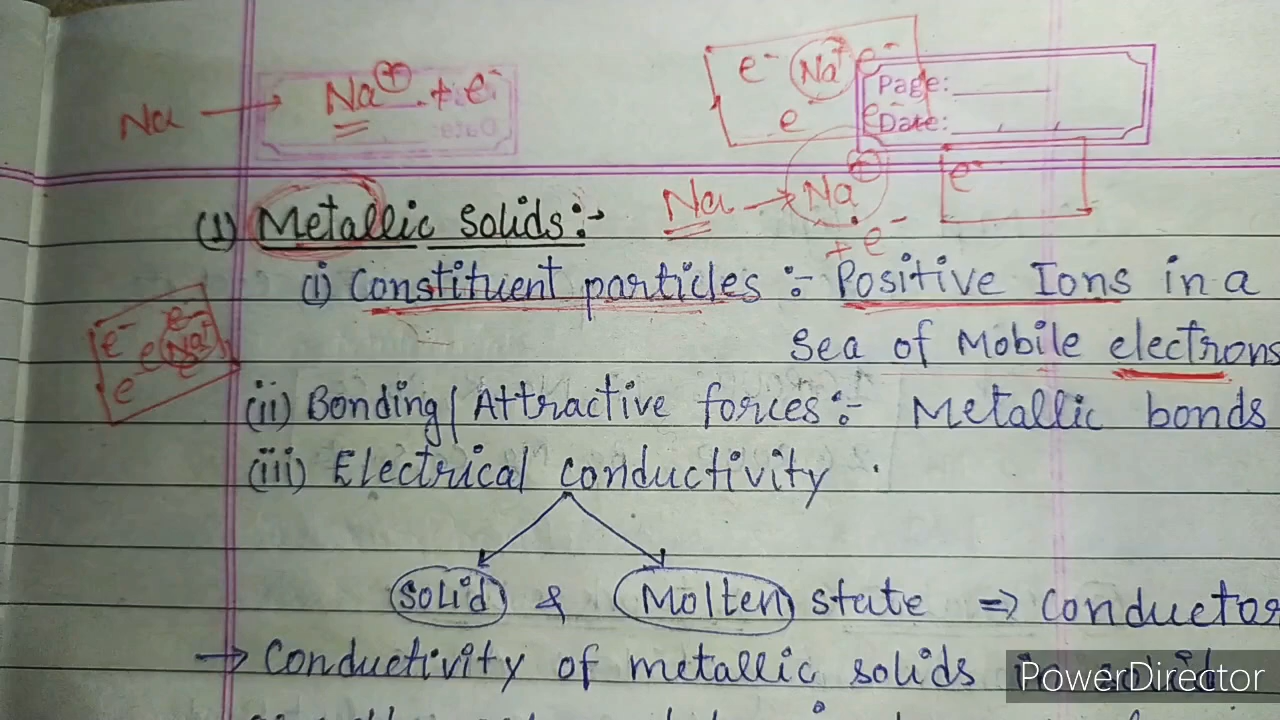 e⁻ Na⁺ e⁻
e⁻ e⁻
Page:
Date:
Na → Na⁺ + e⁻
e⁻
(1) Metallic Solids:→
Na → Na⁺
+ e⁻
(i) Constituent particles :- Positive Ions in a
Sea of Mobile electrons
e⁻ e⁻
e Na⁺
e⁻ e
(ii) Bonding/Attractive forces:- Metallic bonds
(iii) Electrical Conductivity
Solid & Molten state ⇒ Conductor
→ Conductivity of metallic solids in solid
PowerDirector